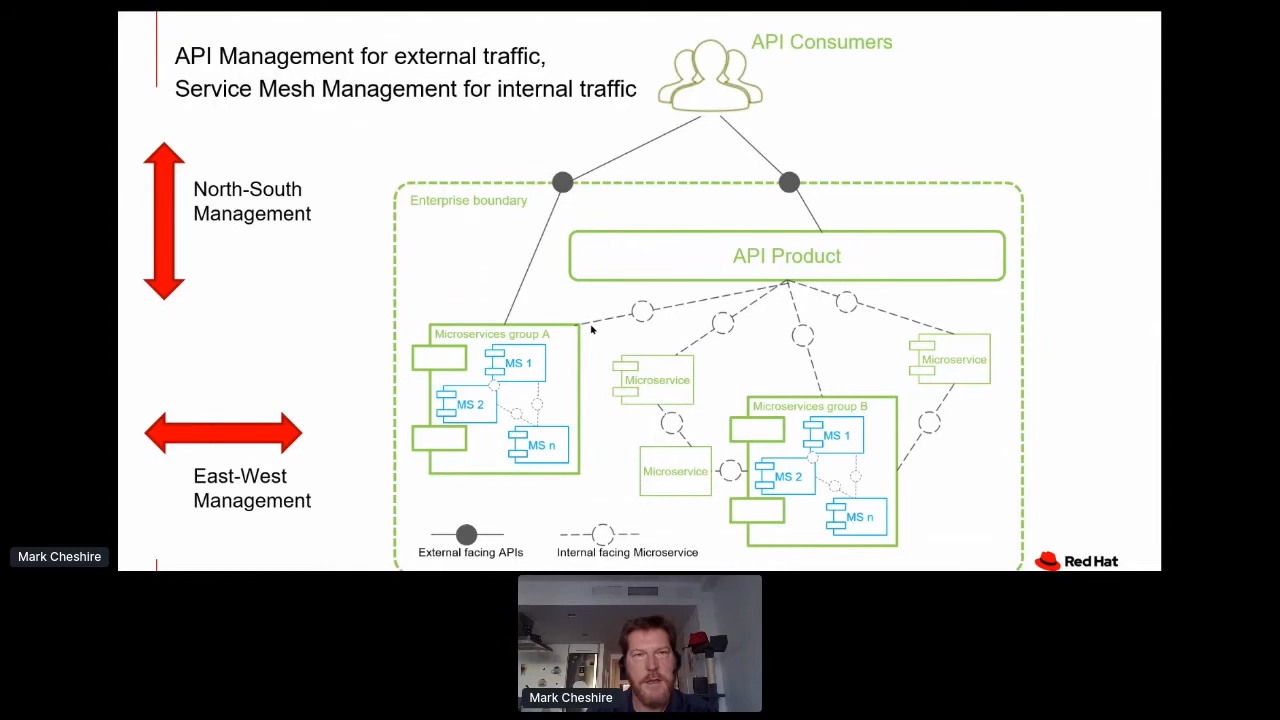 API Management for external traffic,
Service Mesh Management for internal traffic
API Consumers
North-South
Management
Enterprise boundary
API Product
Microservices group A
MS 1
MS 2
MS n
Microservice
Microservice
Microservice
Microservices group B
MS 1
MS 2
MS n
East-West
Management
External facing APIs
Internal facing Microservice
Red Hat
Mark Cheshire
Mark Cheshire